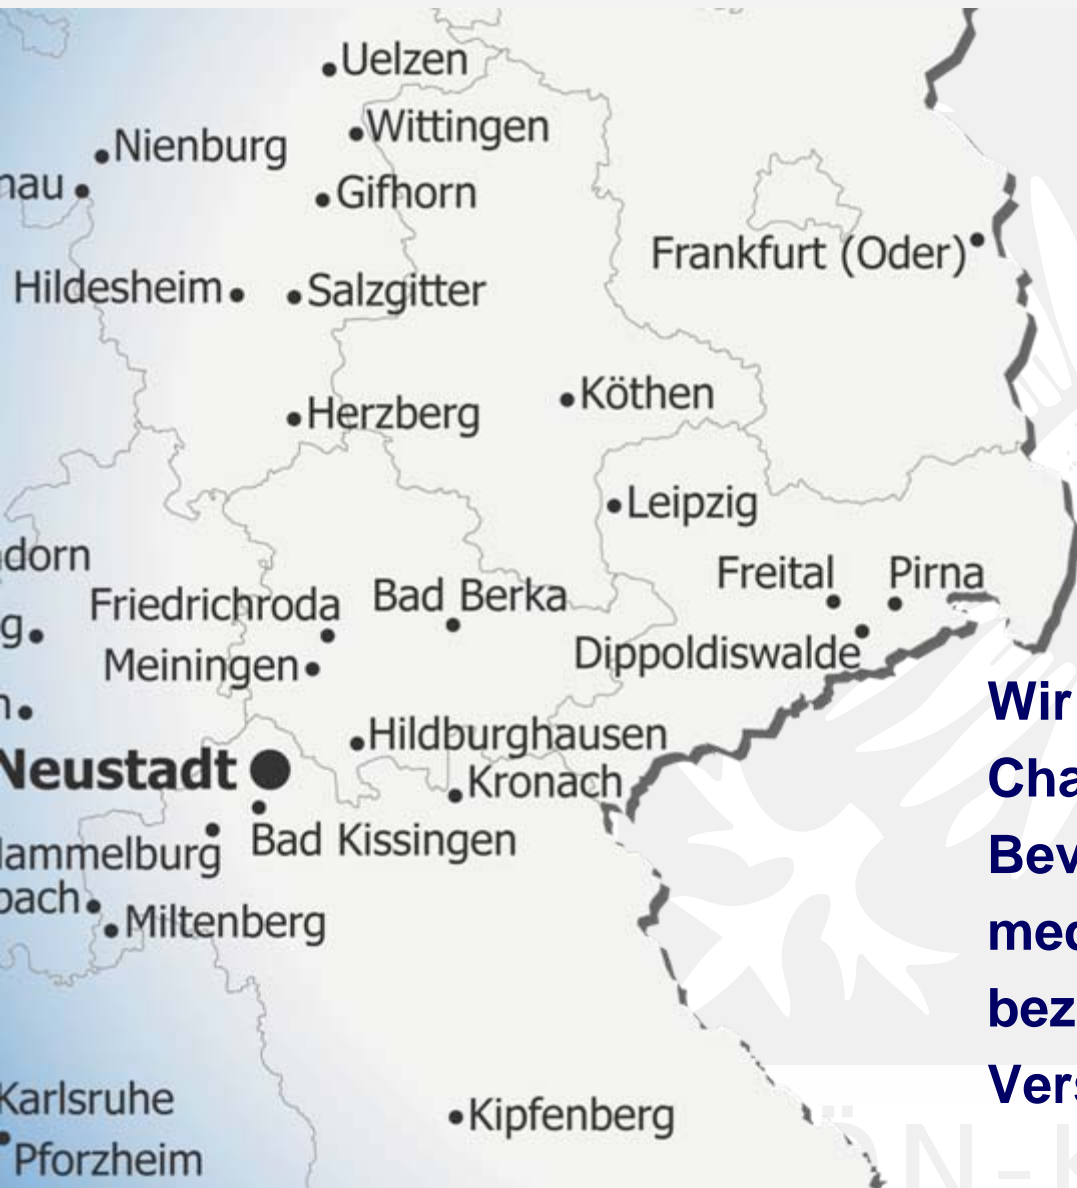 Uelzen
Wittingen
Nienburg
Gifhorn
Frankfurt (Oder)
Hildesheim
Salzgitter
Köthen
Herzberg
Leipzig
Freital
Pirna
Friedrichroda
Bad Berka
Dippoldiswalde
Meiningen
Wir
Hildburghausen
Neustadt
Kronach
Bad Kissingen
Miltenberg
Karlsruhe
Kipfenberg
Pforzheim